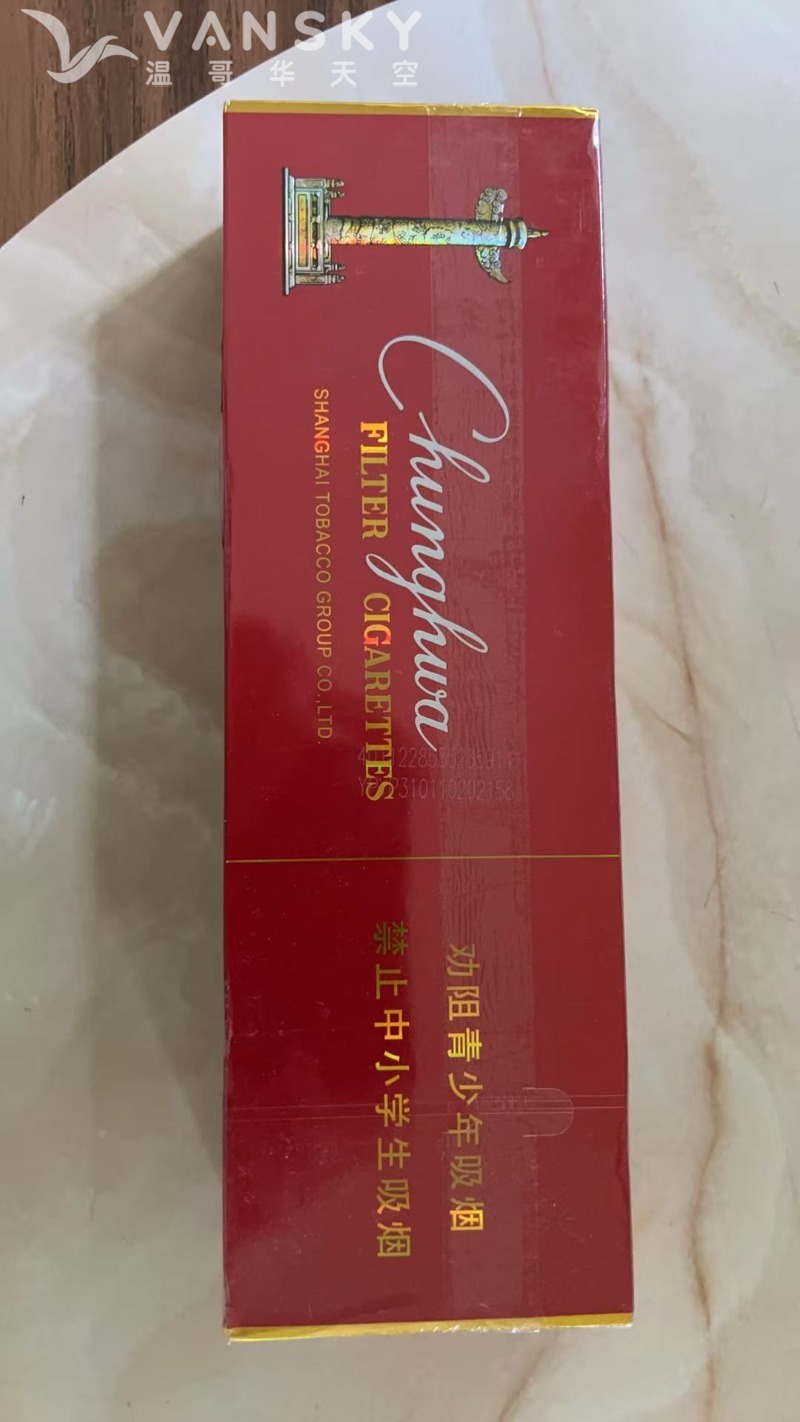 VANSKY
温哥华天空
Chunghwa
FILTER CIGARETTES
SHANGHAI TOBACCO GROUP CO.,LTD.
劝阻青少年吸烟
禁止中小学生吸烟